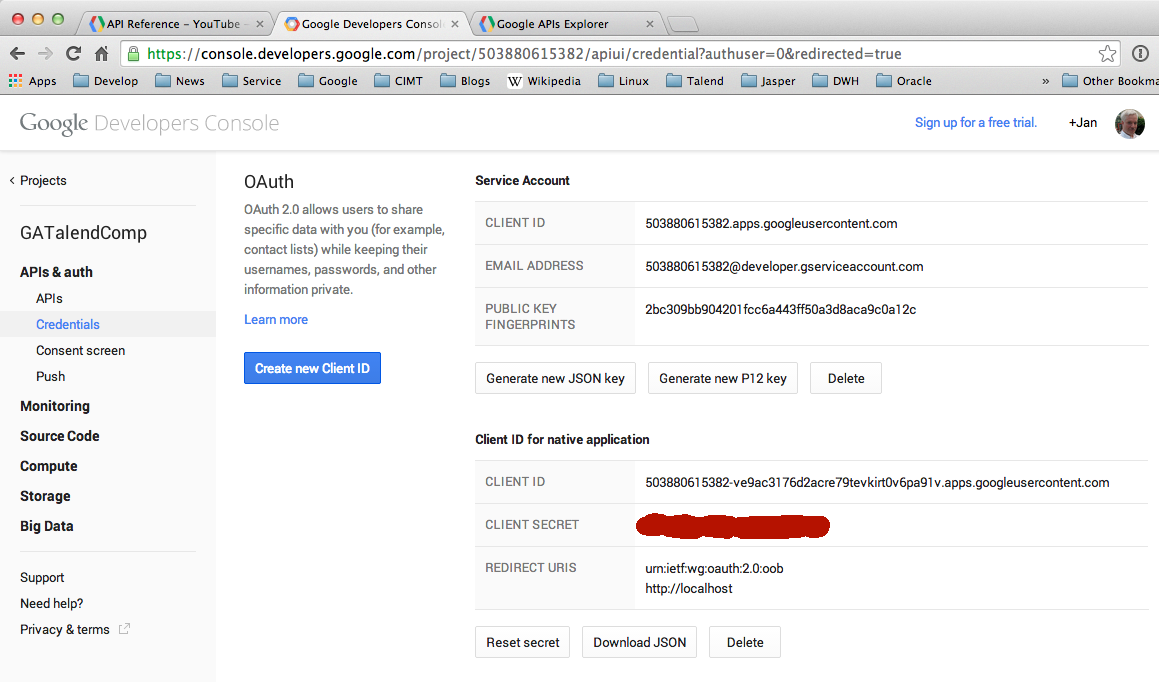 API Reference – YouTube
Google Developers Conso
Google APIs Explorer
https://console.developers.google.com/project/503880615382/apiui/credential?authuser=0&redirected=true
Apps Develop News Service Google CIMT Blogs W Wikipedia Linux Talend Jasper DWH Oracle » Other Bookma
Google Developers Console
Sign up for a free trial. +Jan
‹ Projects
GATalendComp
APIs & auth
APIs
Credentials
Consent screen
Push
Monitoring
Source Code
Compute
Storage
Big Data
Support
Need help?
Privacy & terms
OAuth
OAuth 2.0 allows users to share
specific data with you (for example,
contact lists) while keeping their
usernames, passwords, and other
information private.
Learn more
Create new Client ID
Service Account
CLIENT ID 503880615382.apps.googleusercontent.com
EMAIL ADDRESS 503880615382@developer.gserviceaccount.com
PUBLIC KEY
FINGERPRINTS
2bc309bb904201fcc6a443ff50a3d8aca9c0a12c
Generate new JSON key Generate new P12 key Delete
Client ID for native application
CLIENT ID 503880615382-ve9ac3176d2acre79tevkirt0v6pa91v.apps.googleusercontent.com
CLIENT SECRET
REDIRECT URIS urn:ietf:wg:oauth:2.0:oob
http://localhost
Reset secret Download JSON Delete